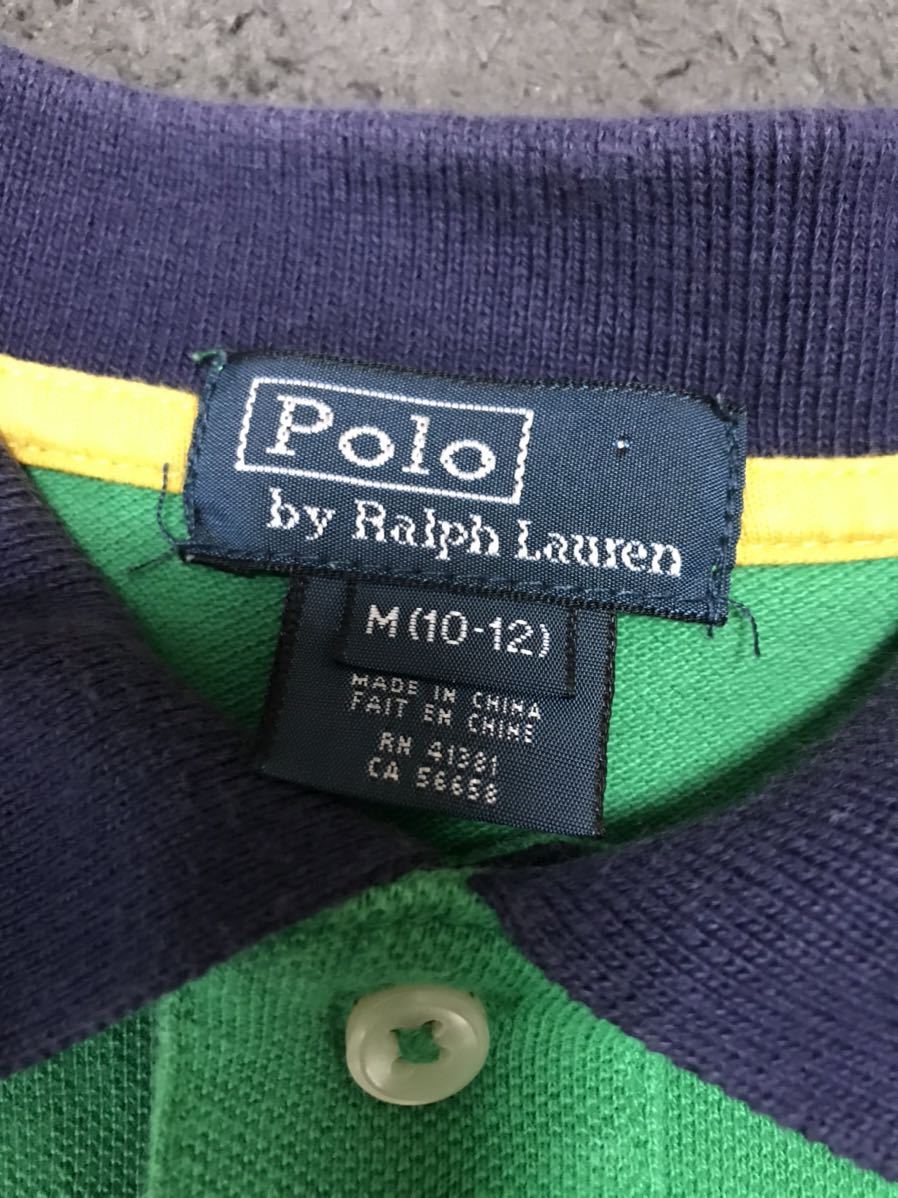 Polo
by Ralph Lauren
M (10-12)
MADE IN CHINA
FAIT EN CHINE
RN 41381
CA 56658